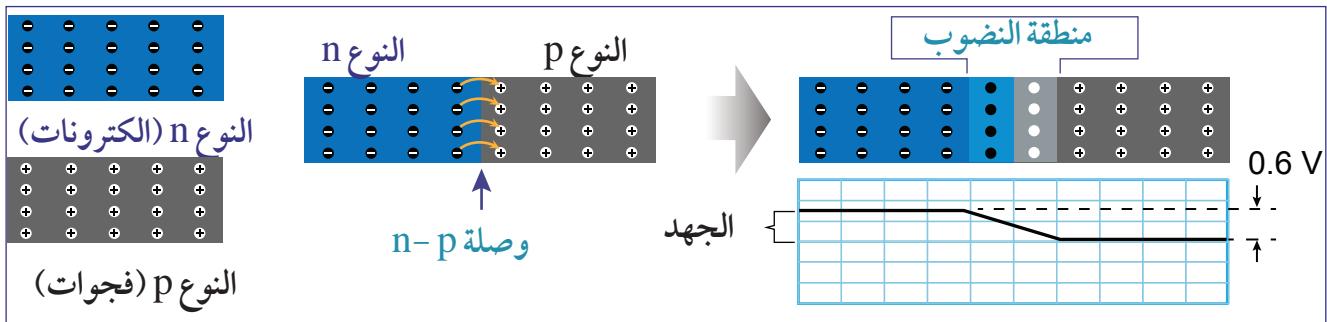 النوع n (الكترونات)
النوع p (فجوات)
النوع n
النوع p
وصلة n-p
منطقة النضوب
الجهد
0.6 V